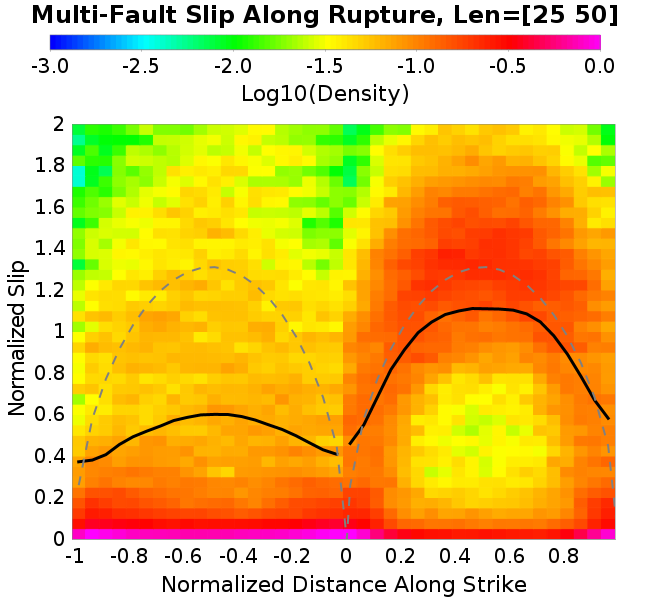 Multi-Fault Slip Along Rupture, Len=[25 50]
-3.0 -2.5 -2.0 -1.5 -1.0 -0.5 0.0
Log10(Density)
2
1.8
1.6
1.4
1.2
1
0.8
0.6
0.4
0.2
0
Normalized Slip
-1 -0.8 -0.6 -0.4 -0.2 0 0.2 0.4 0.6 0.8
Normalized Distance Along Strike